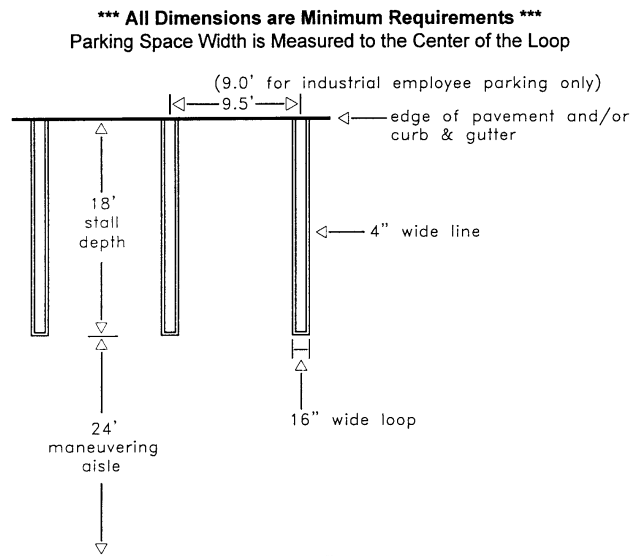 *** All Dimensions are Minimum Requirements ***
Parking Space Width is Measured to the Center of the Loop
(9.0' for industrial employee parking only)
9.5'
edge of pavement and/or
curb & gutter
18'
stall
depth
4" wide line
16" wide loop
24'
maneuvering
aisle